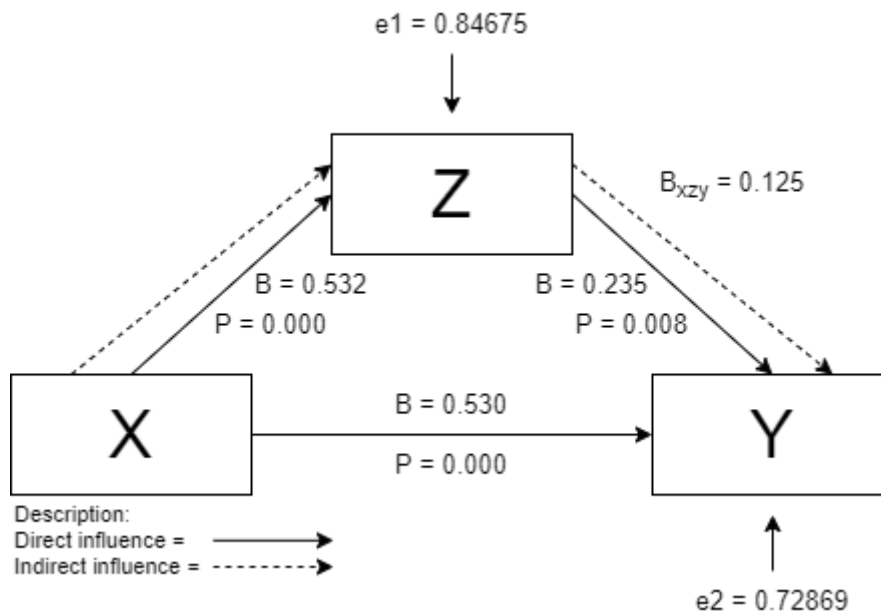 e1 = 0.84675
Z
Bxzy = 0.125
B = 0.532
B = 0.235
P = 0.000
P = 0.008
X
B = 0.530
Y
P = 0.000
Description:
Direct influence =
Indirect influence =
e2 = 0.72869